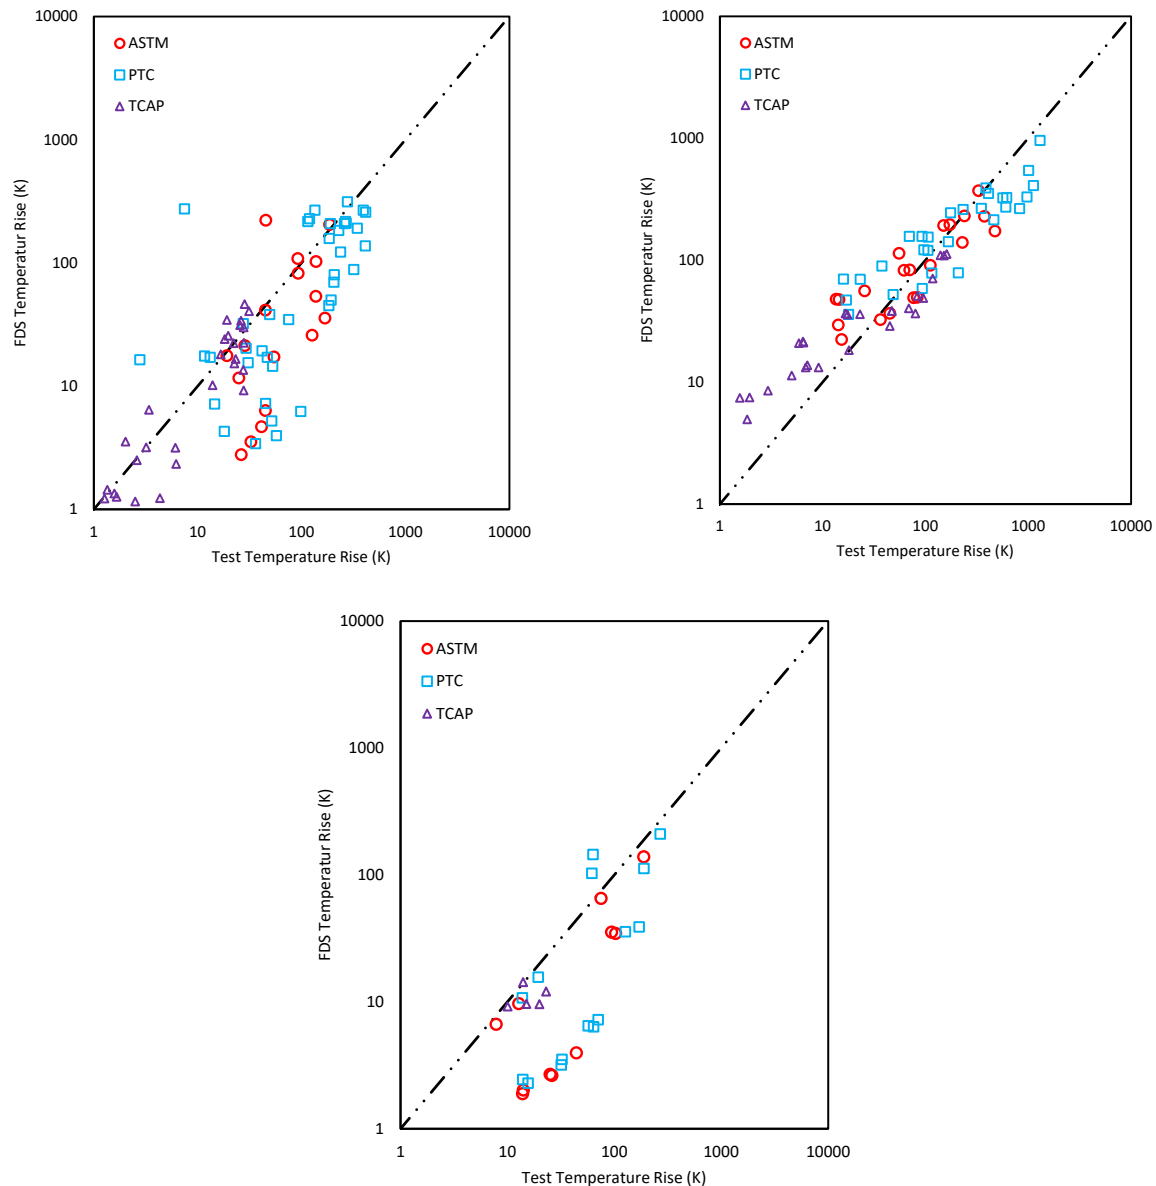 10000
1000
100
10
1
FDS Temperatur Rise (K)
ASTM
PTC
TCAP
1 10 100 1000 10000
Test Temperature Rise (K)
10000
1000
100
10
1
FDS Temperatur Rise (K)
ASTM
PTC
TCAP
1 10 100 1000 10000
Test Temperature Rise (K)
10000
1000
100
10
1
FDS Temperatur Rise (K)
ASTM
PTC
TCAP
1 10 100 1000 10000
Test Temperature Rise (K)